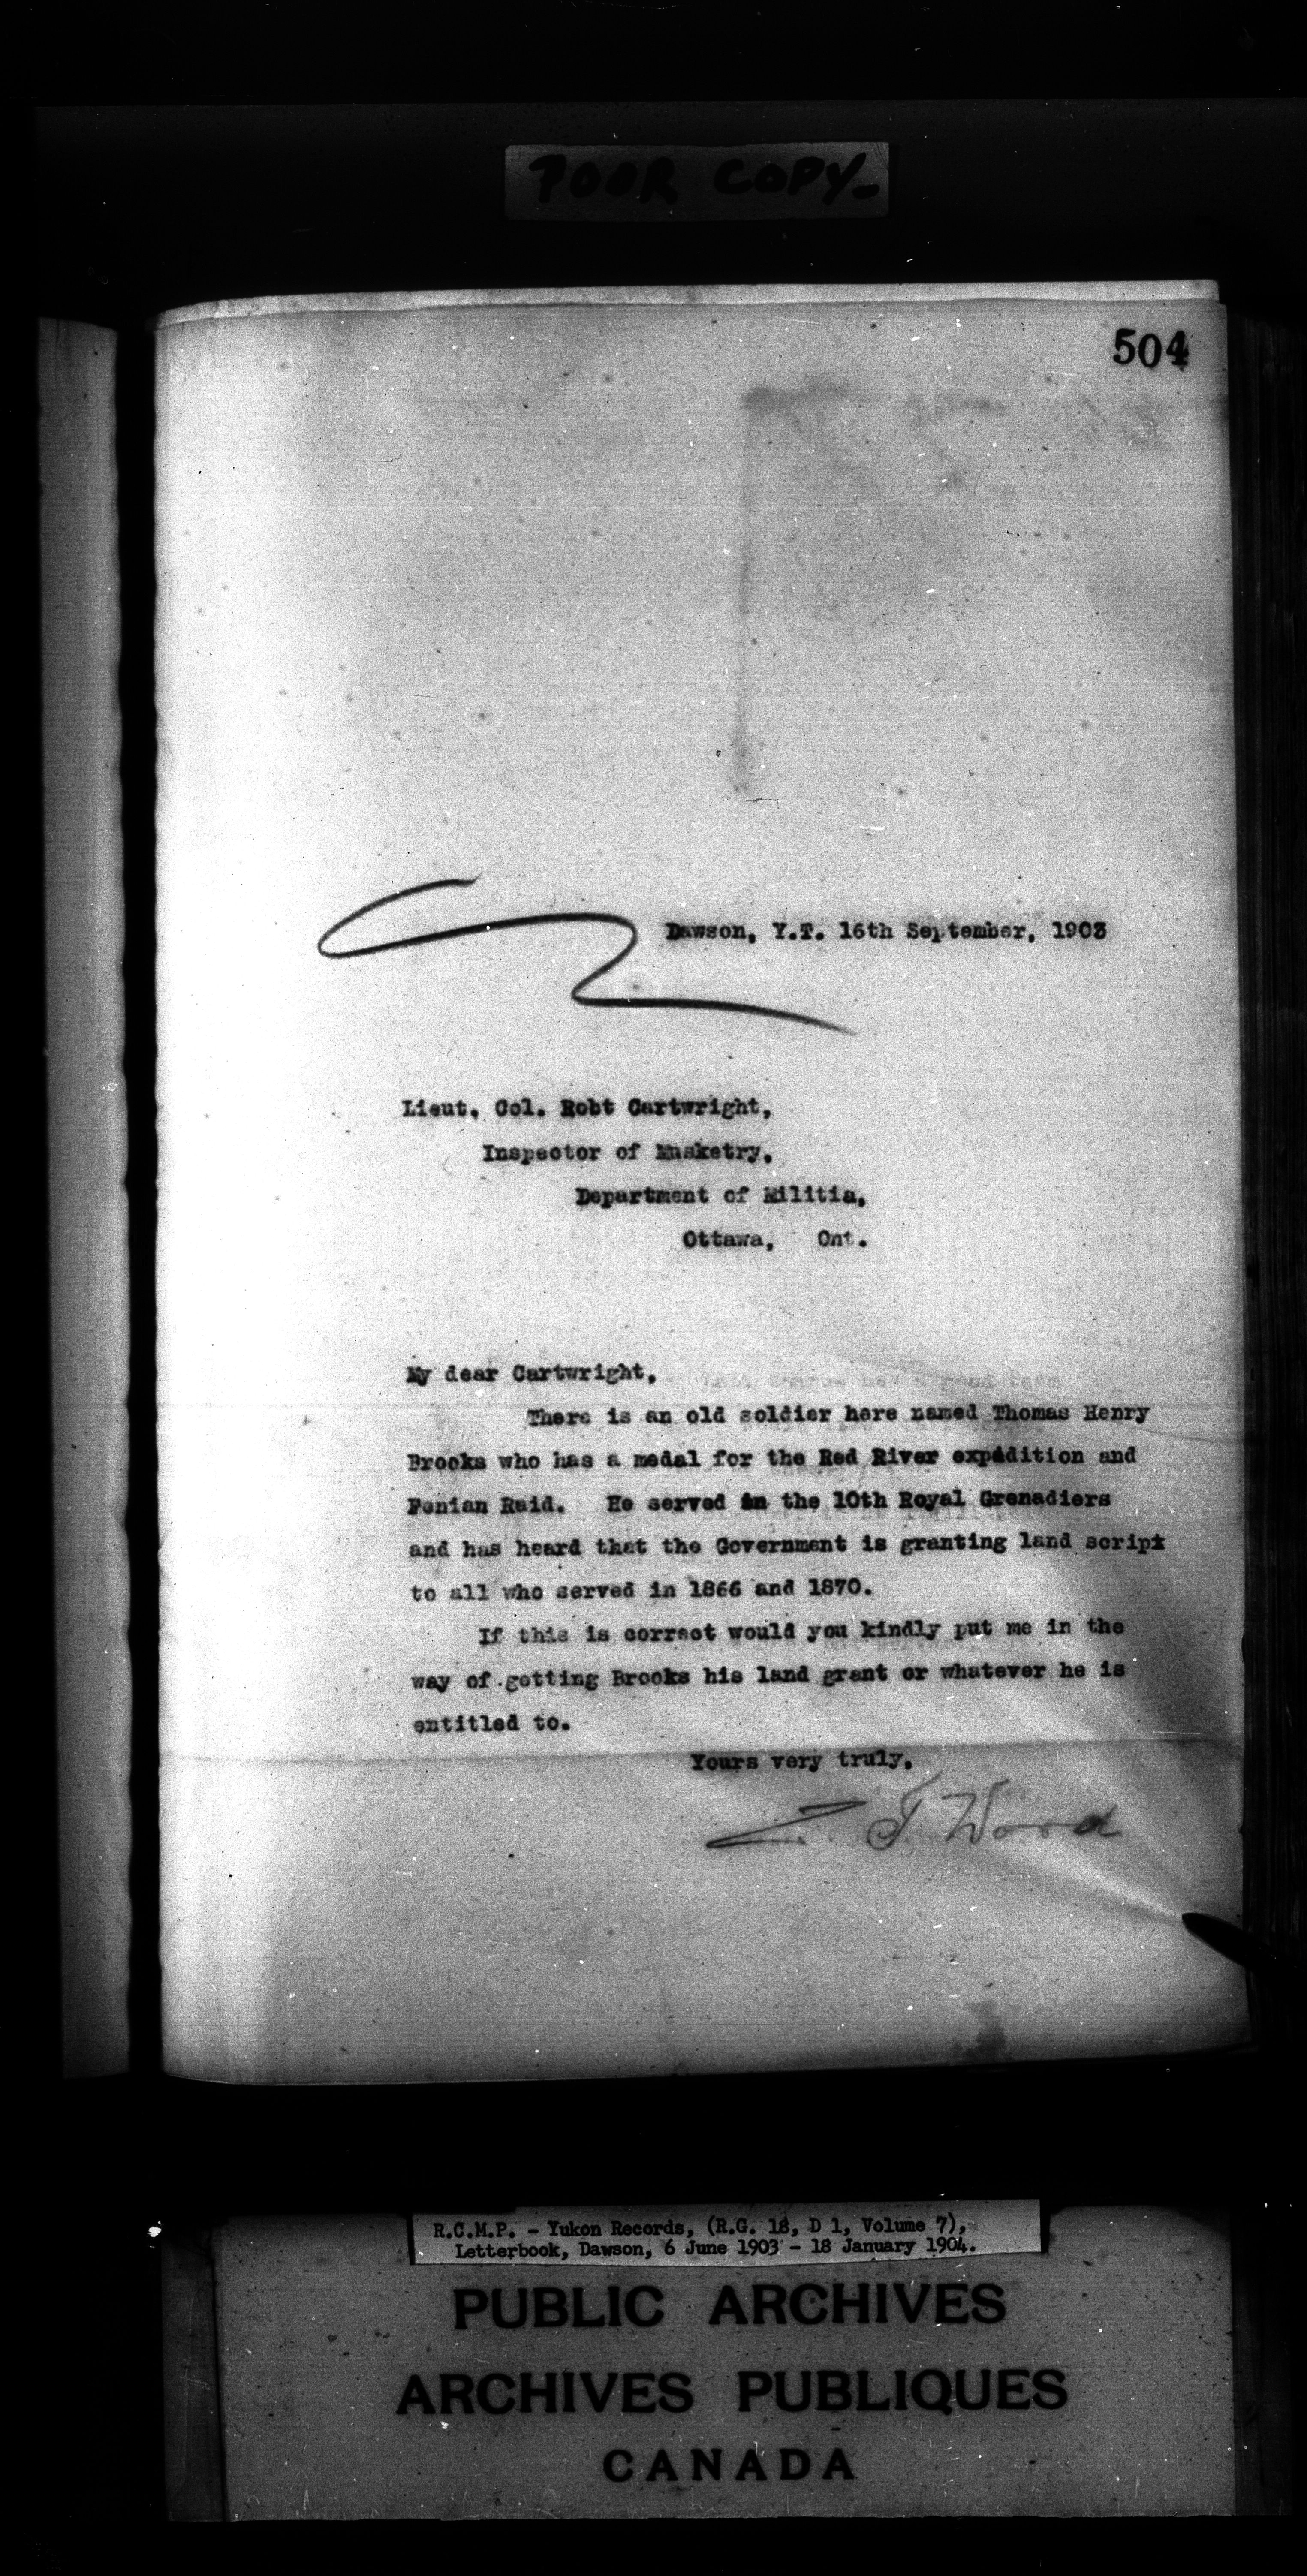 POOR COPY-
504
Dawson, Y.T. 16th September, 1903
Lieut. Col. Robt Cartwright,
Inspector of Musketry,
Department of Militia,
Ottawa, Ont.
My dear Cartwright,
There is an old soldier here named Thomas Henry
Brooks who has a medal for the Red River expedition and
Fenian Raid. He served in the 10th Royal Grenadiers
and has heard that the Government is granting land script
to all who served in 1866 and 1870.
If this is correct would you kindly put me in the
way of getting Brooks his land grant or whatever he is
entitled to.
Yours very truly,
Z T Wood
R.C.M.P. - Yukon Records, (R.G. 18, D 1, Volume 7),
Letterbook, Dawson, 6 June 1903 - 18 January 1904.
PUBLIC ARCHIVES
ARCHIVES PUBLIQUES
CANADA